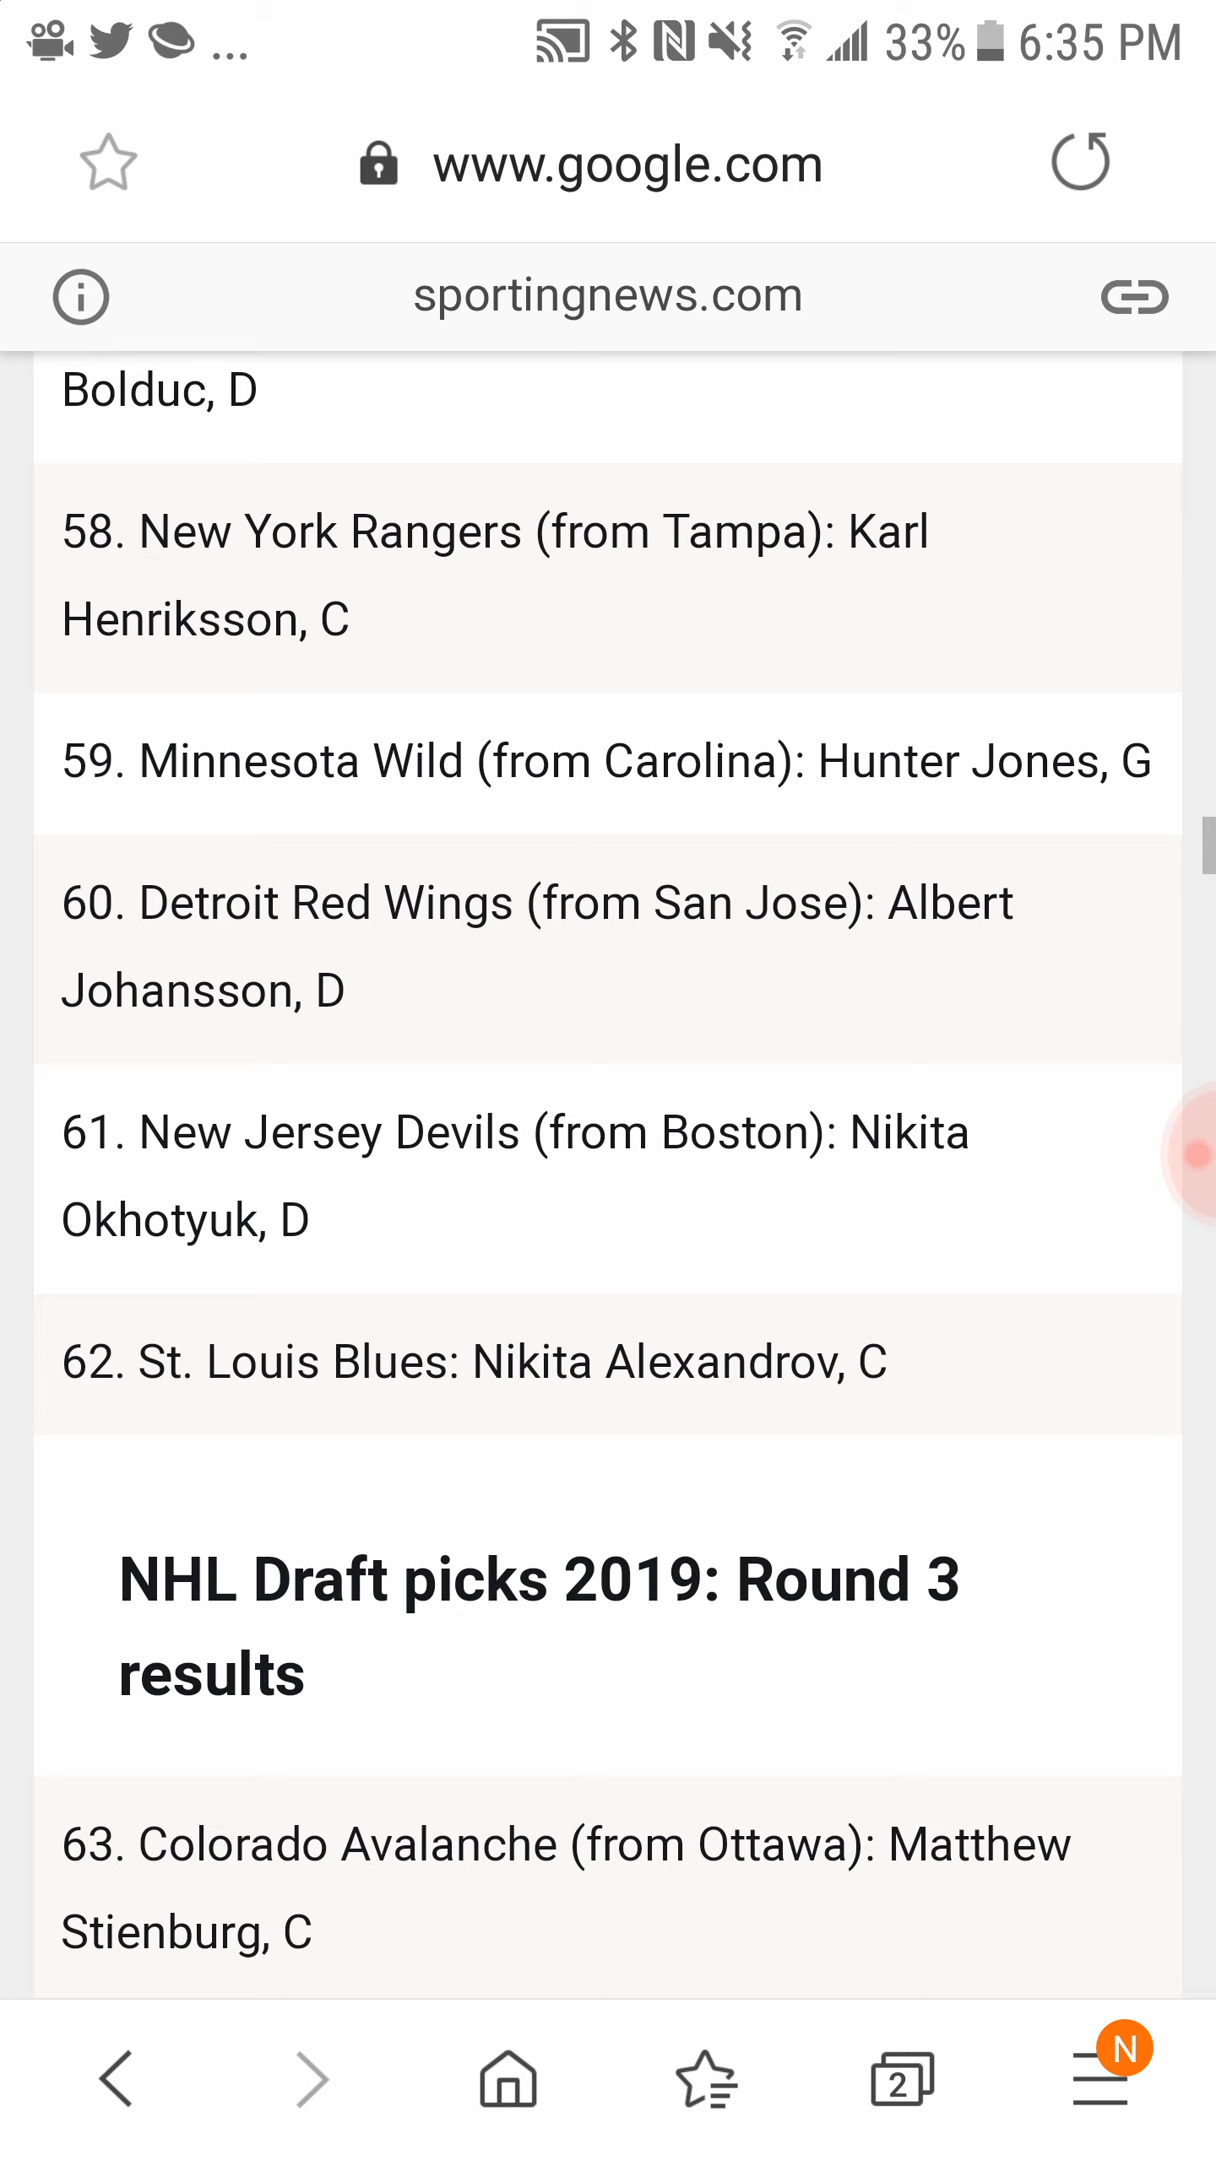 ... 33% 6:35 PM
www.google.com
sportingnews.com
Bolduc, D
58. New York Rangers (from Tampa): Karl
Henriksson, C
59. Minnesota Wild (from Carolina): Hunter Jones, G
60. Detroit Red Wings (from San Jose): Albert
Johansson, D
61. New Jersey Devils (from Boston): Nikita
Okhotyuk, D
62. St. Louis Blues: Nikita Alexandrov, C
NHL Draft picks 2019: Round 3
results
63. Colorado Avalanche (from Ottawa): Matthew
Stienburg, C
2 N